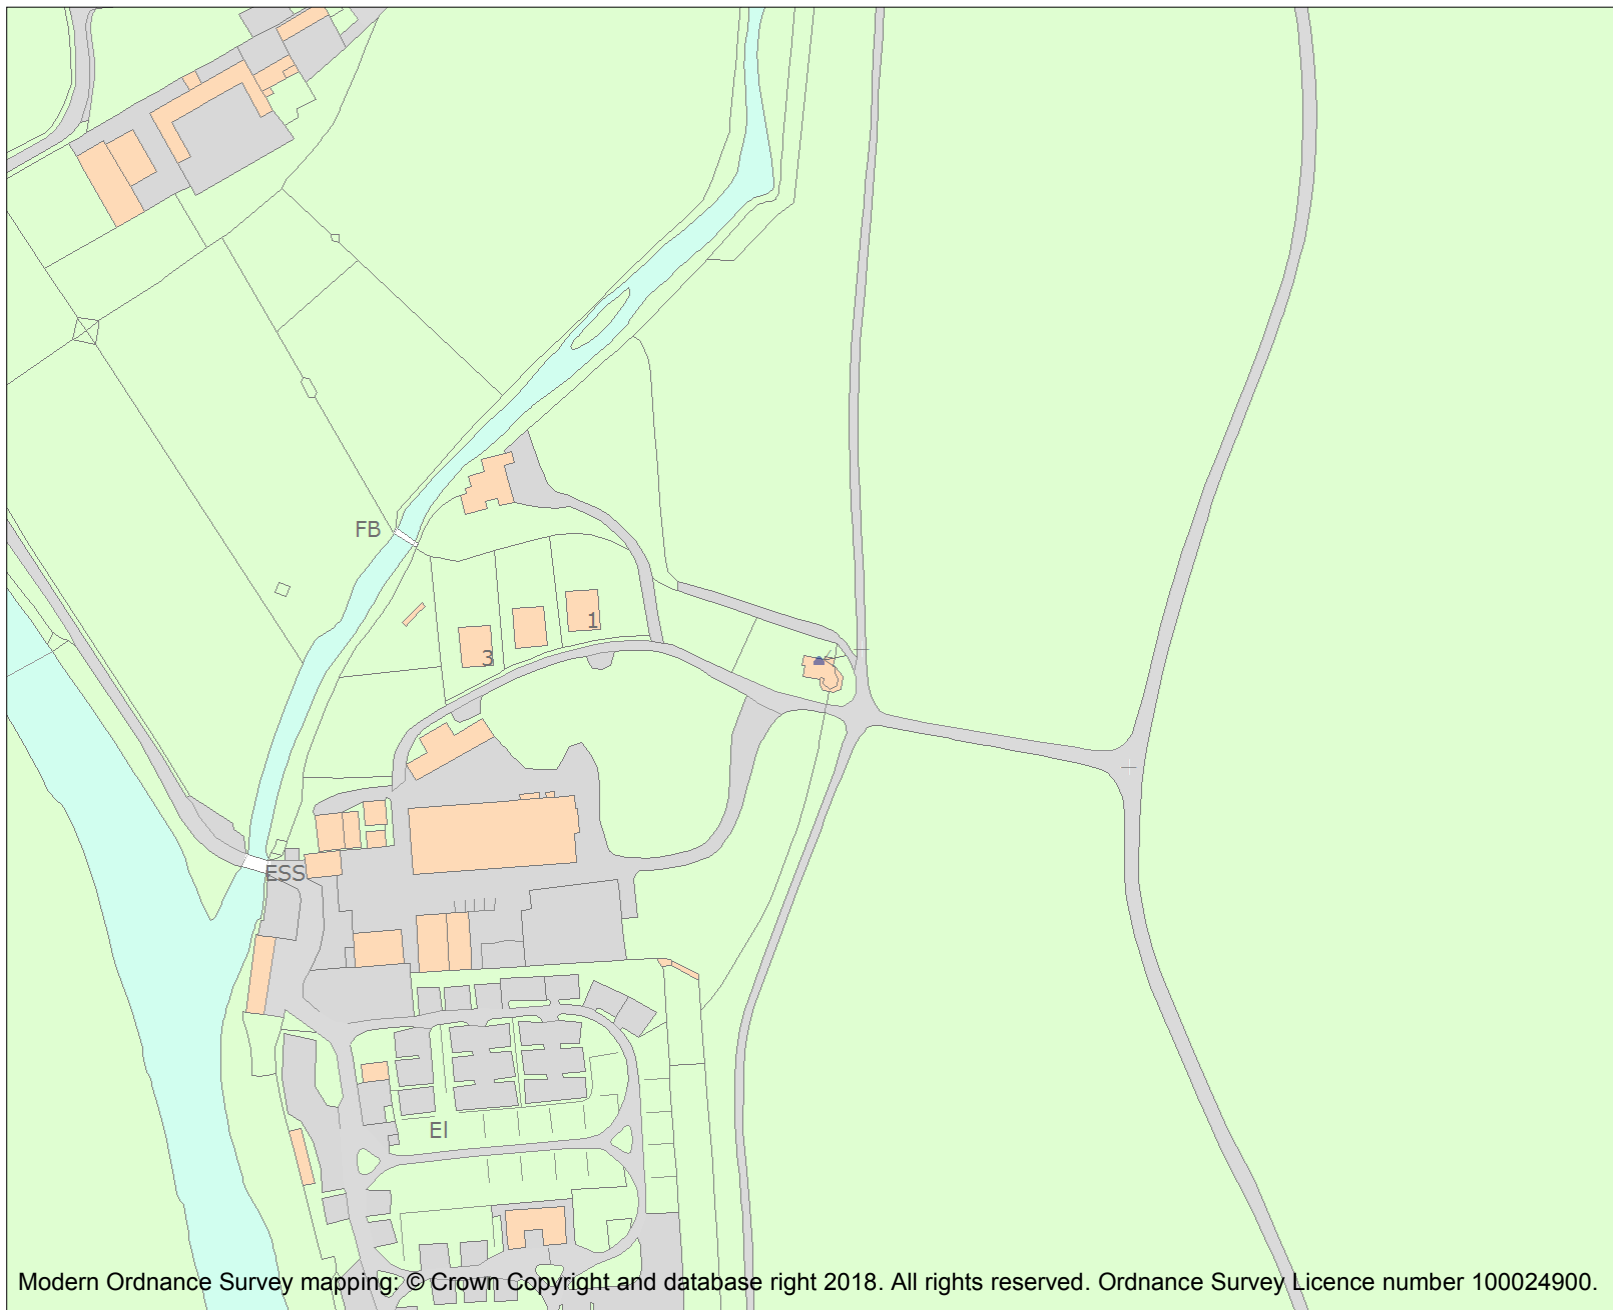 FB
1
3
ESS
El
Modern Ordnance Survey mapping: © Crown Copyright and database right 2018. All rights reserved. Ordnance Survey Licence number 100024900.